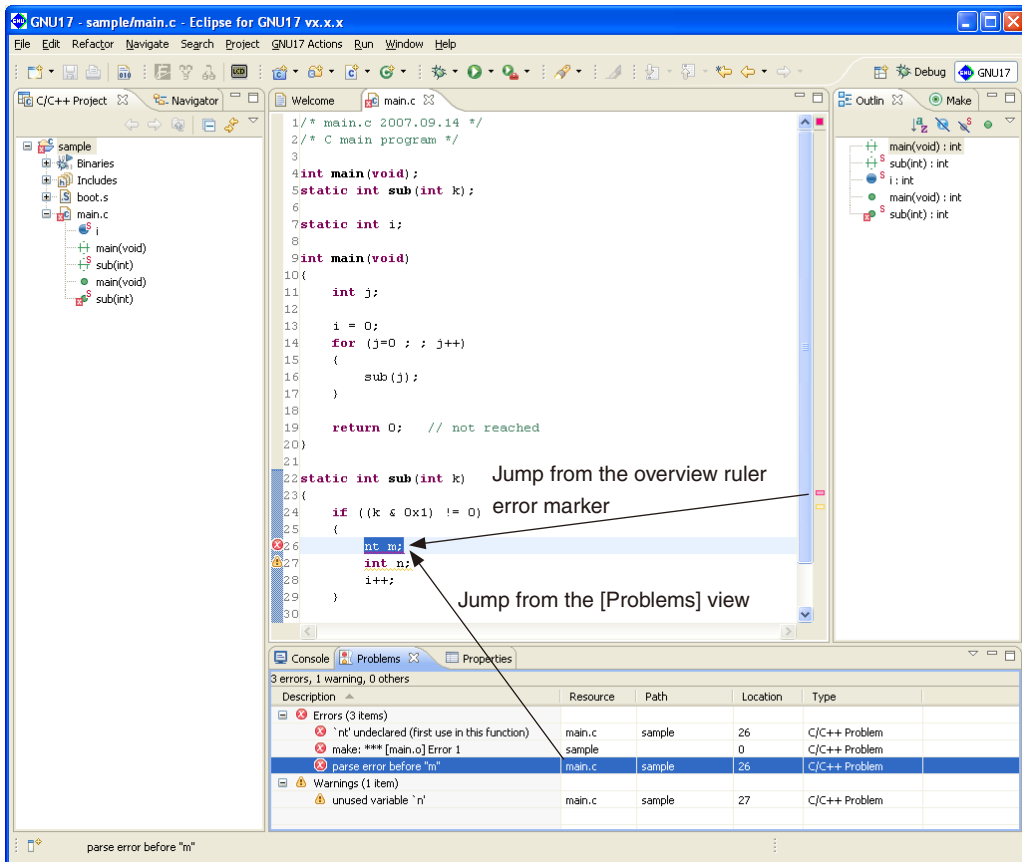 GNU17 - sample/main.c - Eclipse for GNU17 vx.x.x
File Edit Refactor Navigate Search Project GNU17 Actions Run Window Help
Debug GNU17
C/C++ Project Navigator
sample
Binaries
Includes
boot.s
main.c
S i
main(void)
S sub(int)
main(void)
S sub(int)
Welcome main.c
1/* main.c 2007.09.14 */
2/* C main program */
3
4int main(void);
5static int sub(int k);
6
7static int i;
8
9int main(void)
10{
11 int j;
12
13 i = 0;
14 for (j=0 ; ; j++)
15 {
16 sub(j);
17 }
18
19 return 0; // not reached
20}
21
22static int sub(int k)
23{
24 if ((k & 0x1) != 0)
25 {
26 nt m;
27 int n;
28 i++;
29 }
30
Jump from the overview ruler
error marker
Jump from the [Problems] view
Outlin Make
main(void) : int
S sub(int) : int
S i : int
main(void) : int
S sub(int) : int
Console Problems Properties
3 errors, 1 warning, 0 others
Description Resource Path Location Type
Errors (3 items)
`nt' undeclared (first use in this function) main.c sample 26 C/C++ Problem
make: *** [main.o] Error 1 sample 0 C/C++ Problem
parse error before "m" main.c sample 26 C/C++ Problem
Warnings (1 item)
unused variable `n' main.c sample 27 C/C++ Problem
parse error before "m"